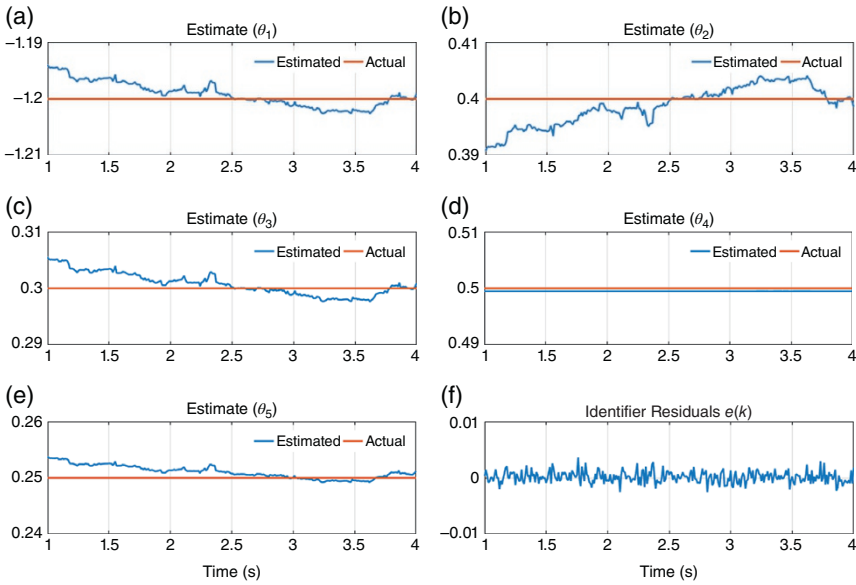 (a)
Estimate (θ1)
−1.19
Estimated
Actual
−1.2
−1.21
1 1.5 2 2.5 3 3.5 4
(b)
Estimate (θ2)
0.41
Estimated
Actual
0.4
0.39
1 1.5 2 2.5 3 3.5 4
(c)
Estimate (θ3)
0.31
Estimated
Actual
0.3
0.29
1 1.5 2 2.5 3 3.5 4
(d)
Estimate (θ4)
0.51
Estimated
Actual
0.5
0.49
1 1.5 2 2.5 3 3.5 4
(e)
Estimate (θ5)
0.26
Estimated
Actual
0.250
0.24
1 1.5 2 2.5 3 3.5 4
Time (s)
(f)
Identifier Residuals e(k)
0.01
0
−0.01
1 1.5 2 2.5 3 3.5 4
Time (s)